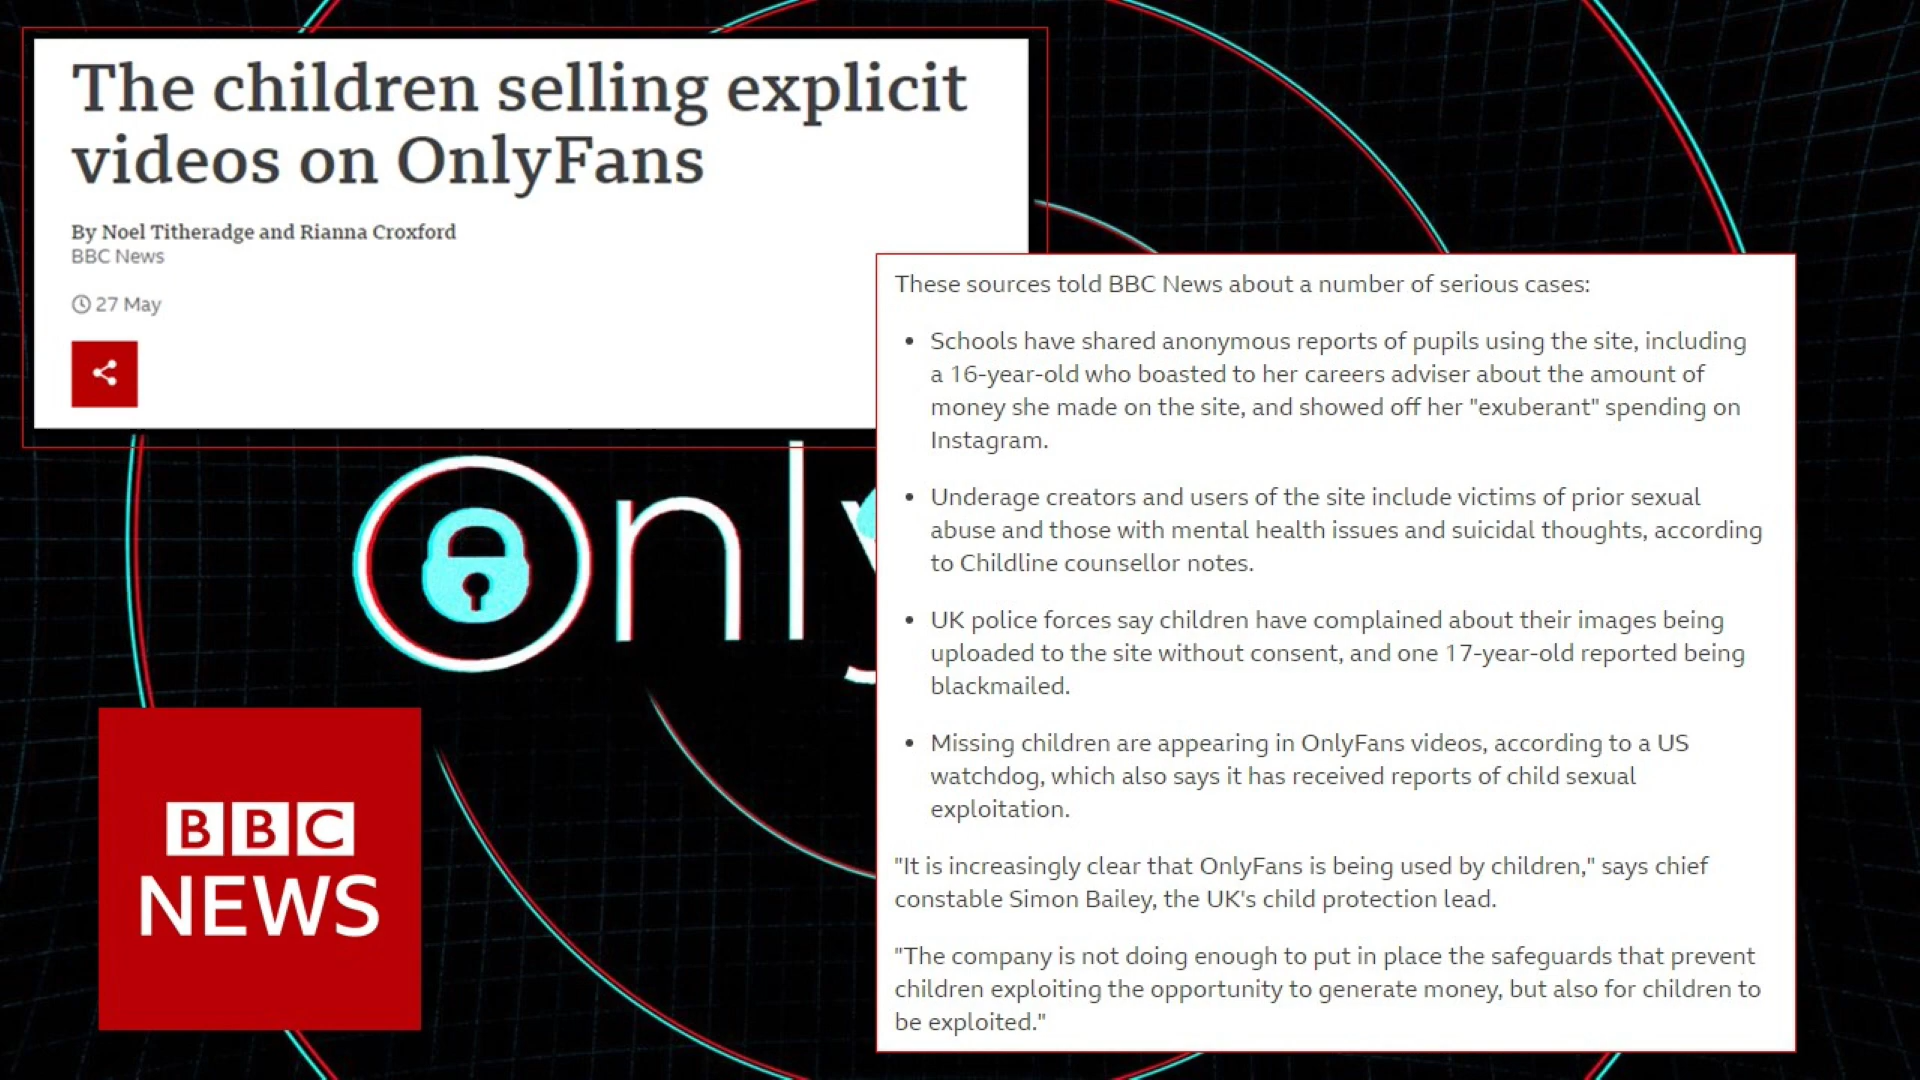 The children selling explicit
videos on OnlyFans
By Noel Titheradge and Rianna Croxford
BBC News
27 May
These sources told BBC News about a number of serious cases:
• Schools have shared anonymous reports of pupils using the site, including
a 16-year-old who boasted to her careers adviser about the amount of
money she made on the site, and showed off her "exuberant" spending on
Instagram.
• Underage creators and users of the site include victims of prior sexual
abuse and those with mental health issues and suicidal thoughts, according
to Childline counsellor notes.
• UK police forces say children have complained about their images being
uploaded to the site without consent, and one 17-year-old reported being
blackmailed.
• Missing children are appearing in OnlyFans videos, according to a US
watchdog, which also says it has received reports of child sexual
exploitation.
"It is increasingly clear that OnlyFans is being used by children," says chief
constable Simon Bailey, the UK's child protection lead.
"The company is not doing enough to put in place the safeguards that prevent
children exploiting the opportunity to generate money, but also for children to
be exploited."
Only
BBC
NEWS